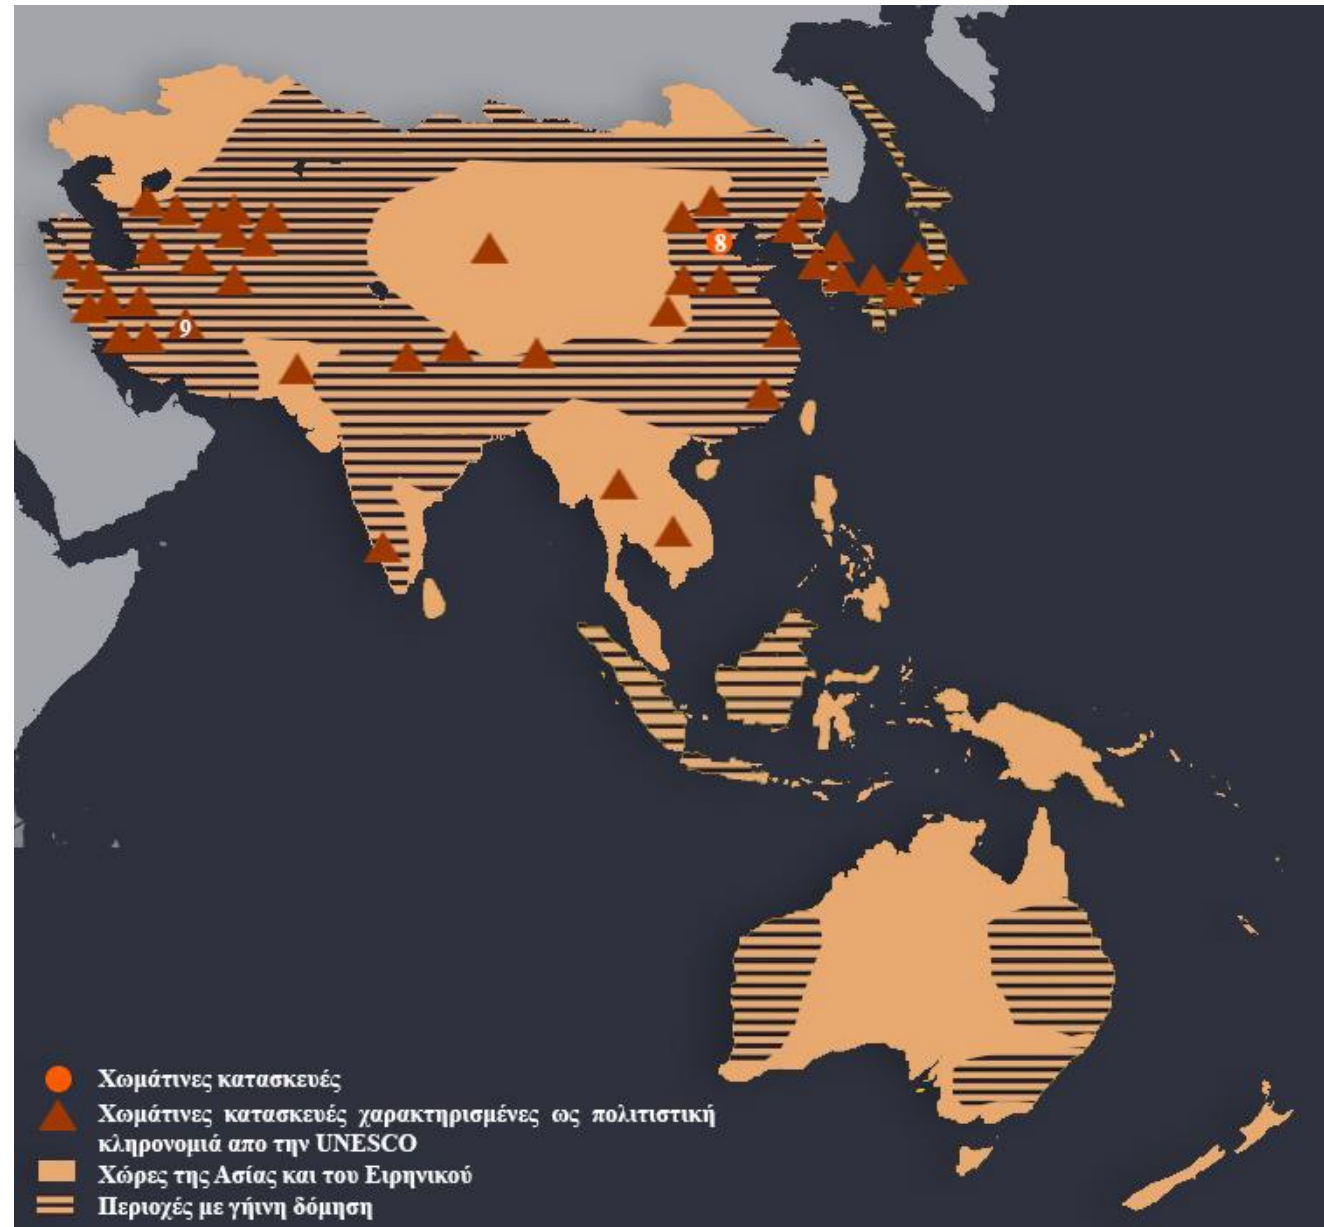 8
9
Χωμάτινες κατασκευές
Χωμάτινες κατασκευές χαρακτηρισμένες ως πολιτιστική
κληρονομιά απο την UNESCO
Χώρες της Ασίας και του Ειρηνικού
Περιοχές με γήινη δόμηση